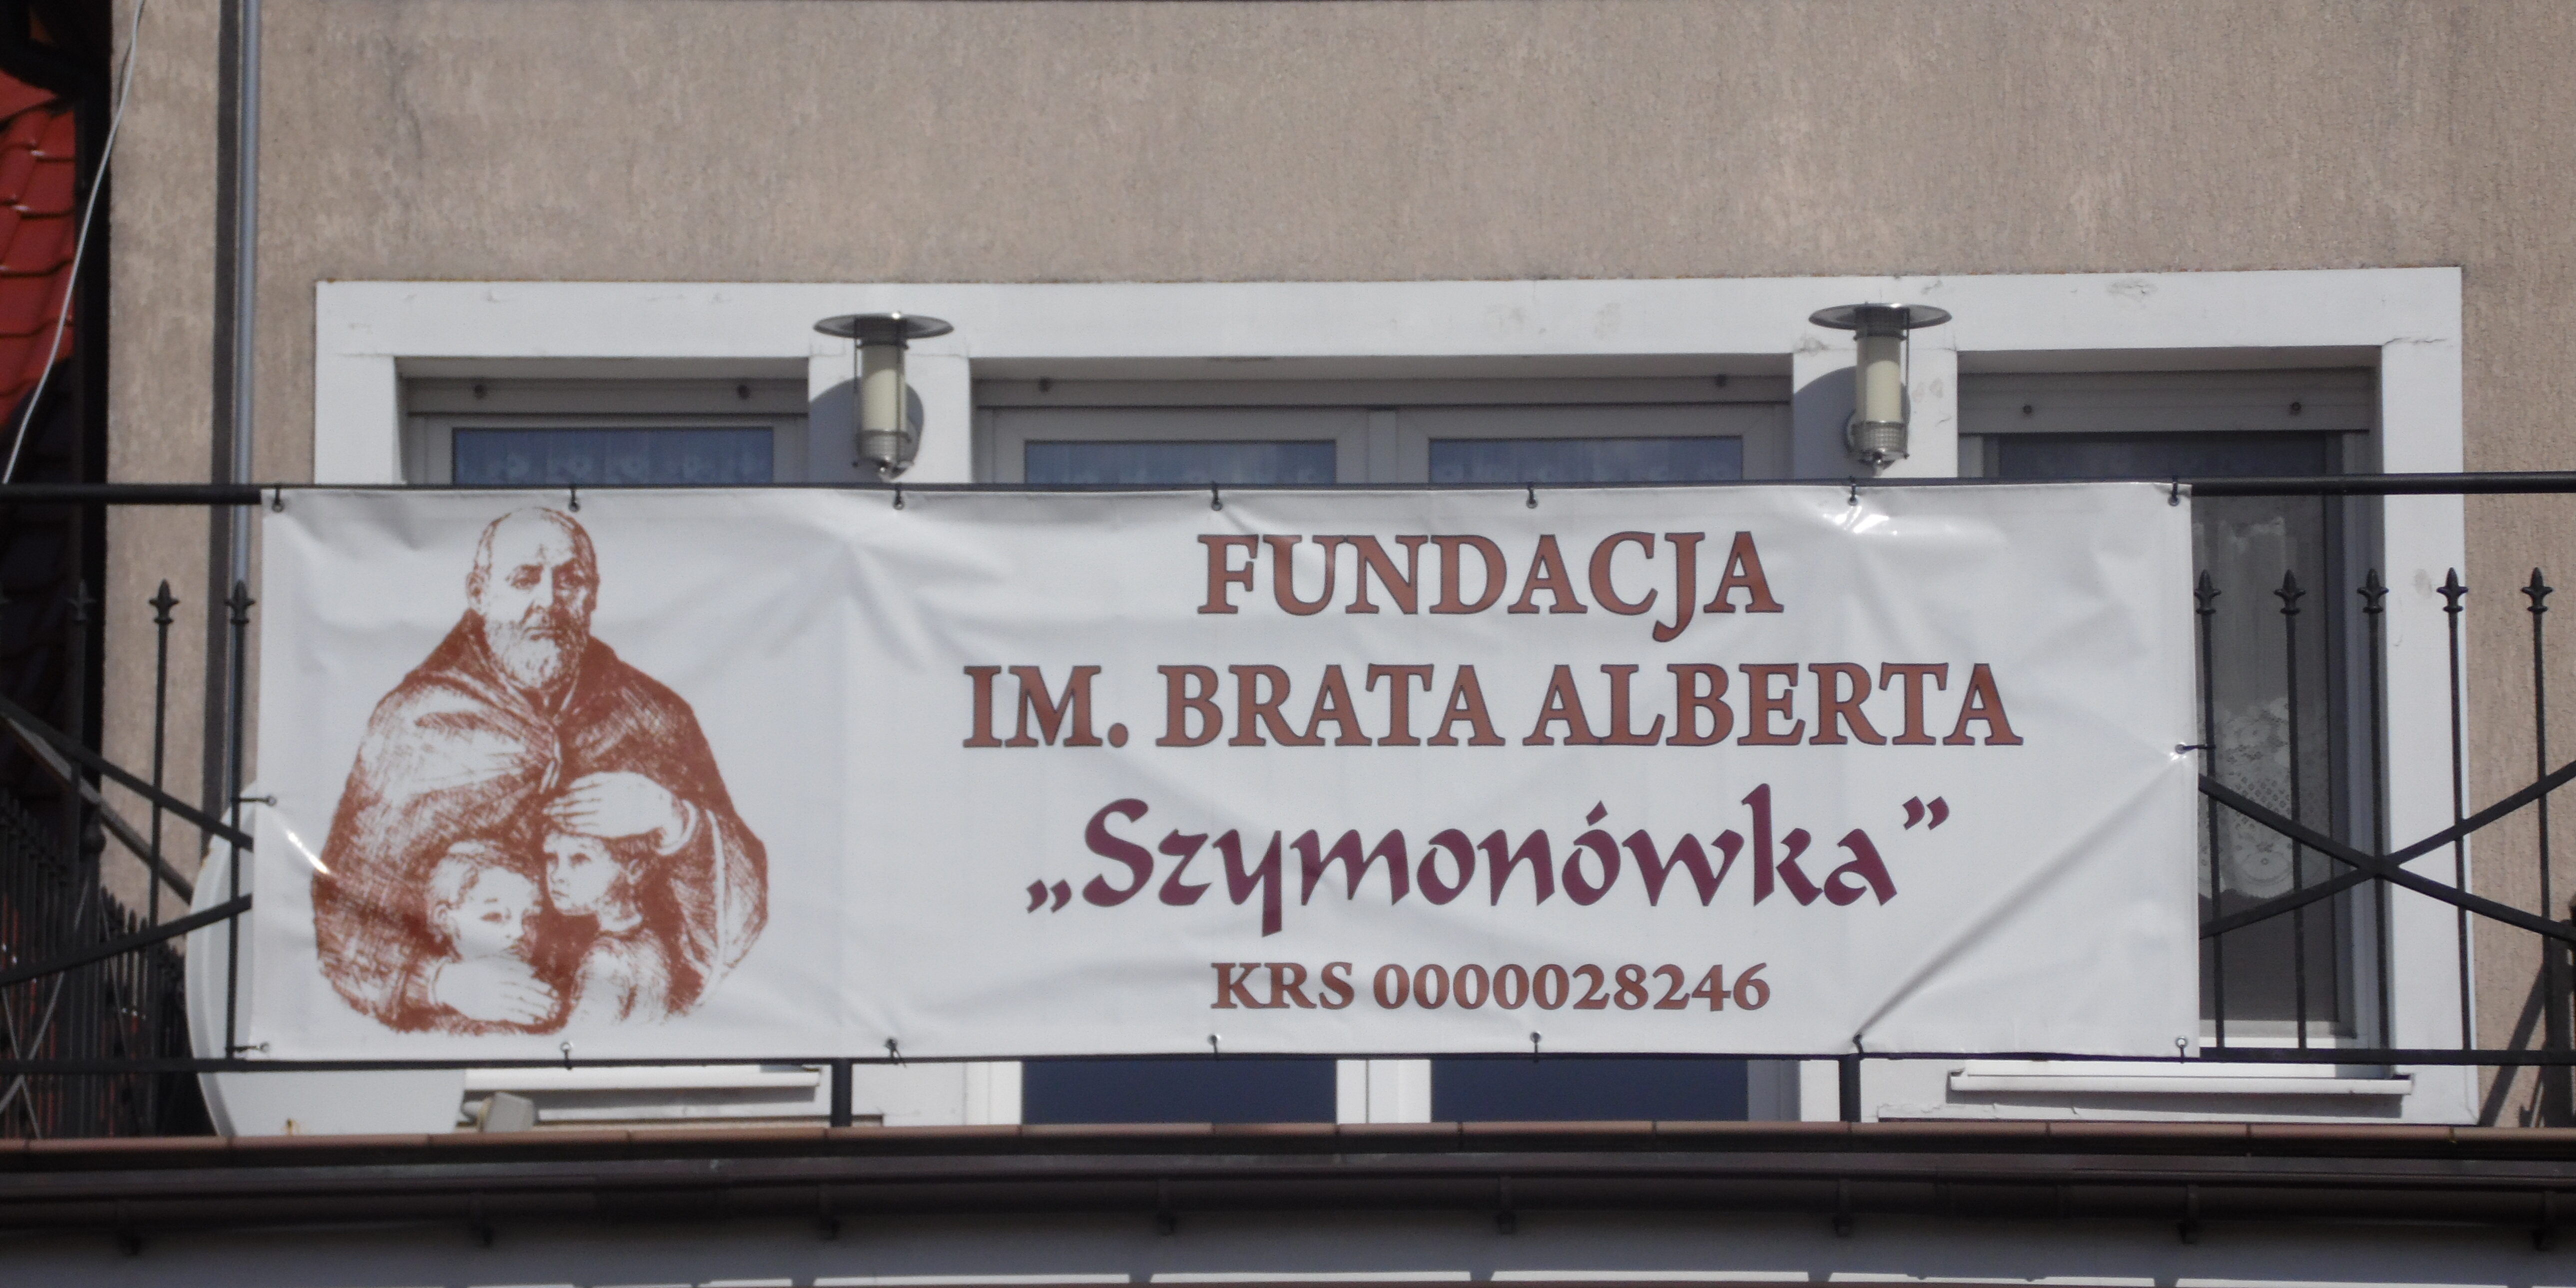 FUNDACJA
IM. BRATA ALBERTA
„Szymonówka”
KRS 0000028246